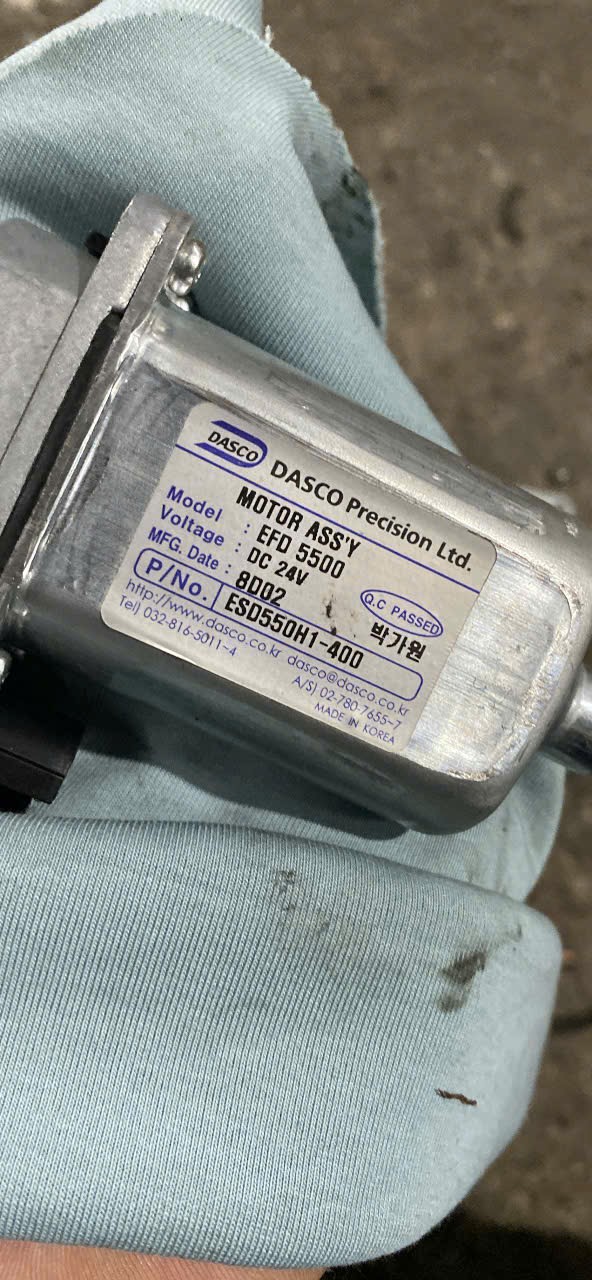 DASCO DASCO Precision Ltd.
MOTOR ASS'Y
Model : EFD 5500
Voltage : DC 24V
MFG. Date : 8D02
Q.C PASSED
박가원
P/No. ESD550H1-400
http://www.dasco.co.kr dasco@dasco.co.kr
Tel) 032-816-5011~4 A/S) 02-780-7655~7
MADE IN KOREA